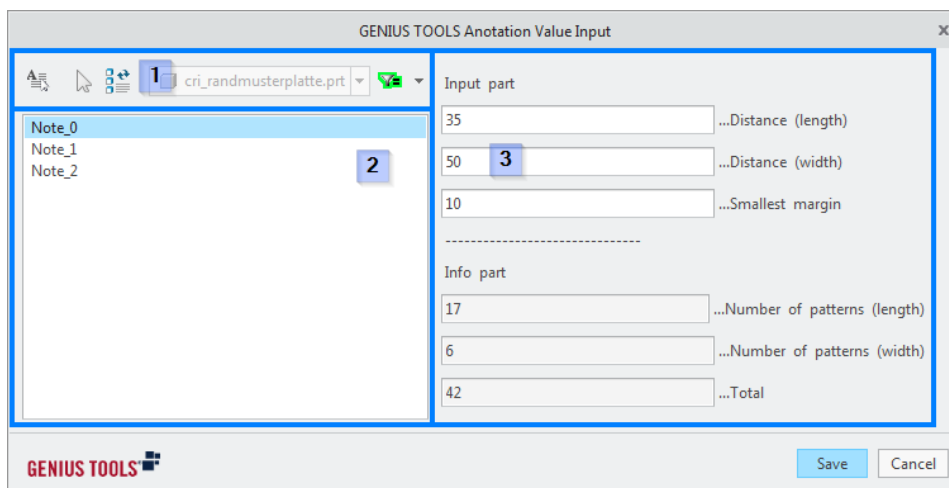 GENIUS TOOLS Anotation Value Input
x
A
1
cri_randmusterplatte.prt
Note_0
Note_1
Note_2
2
Input part
35 ...Distance (length)
50 3 ...Distance (width)
10 ...Smallest margin
-------------------------------
Info part
17 ...Number of patterns (length)
6 ...Number of patterns (width)
42 ...Total
GENIUS TOOLS
Save Cancel